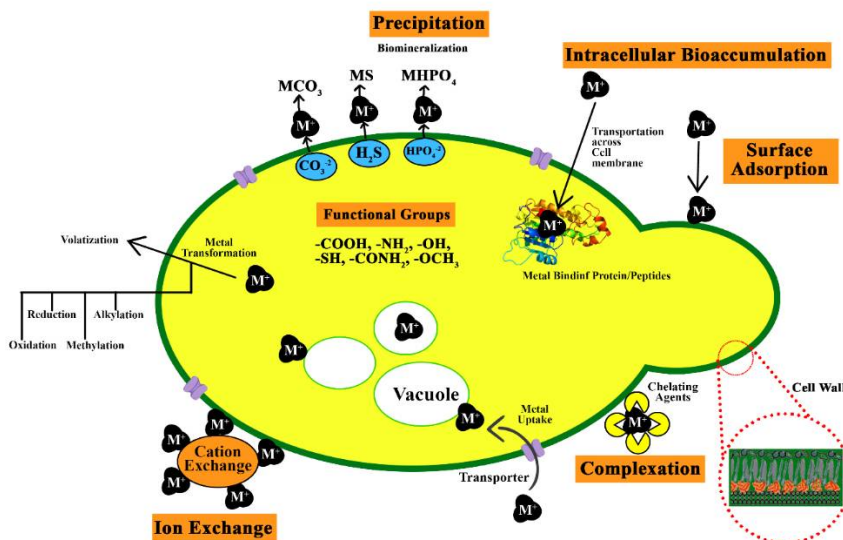 Precipitation
Biomineralization
MCO3
MS
MHPO4
M+
M+
M+
CO3-2
H2S
HPO4-2
Intracellular Bioaccumulation
M+
Transportation
across
Cell
membrane
M+
Surface
Adsorption
M+
Functional Groups
-COOH, -NH2, -OH,
-SH, -CONH2, -OCH3
M+
Metal Bindinf Protein/Peptides
Volatization
Metal
Transformation
M+
Reduction
Alkylation
Oxidation
Methylation
M+
M+
Vacuole
M+
Metal
Uptake
Transporter
M+
Chelating
Agents
M+
Complexation
Cell Wall
M+
M+
M+
M+
M+
Cation
Exchange
Ion Exchange